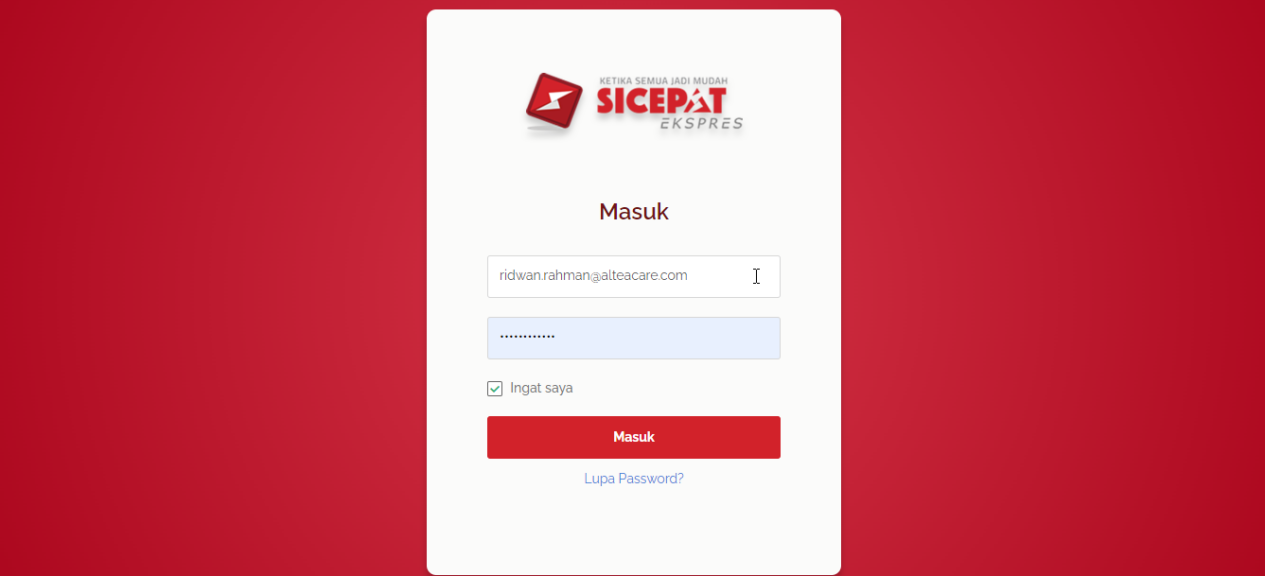 KETIKA SEMUA JADI MUDAH
SICEPAT
EKSPRES
Masuk
ridwan.rahman@alteacare.com
••••••••••••
Ingat saya
Masuk
Lupa Password?